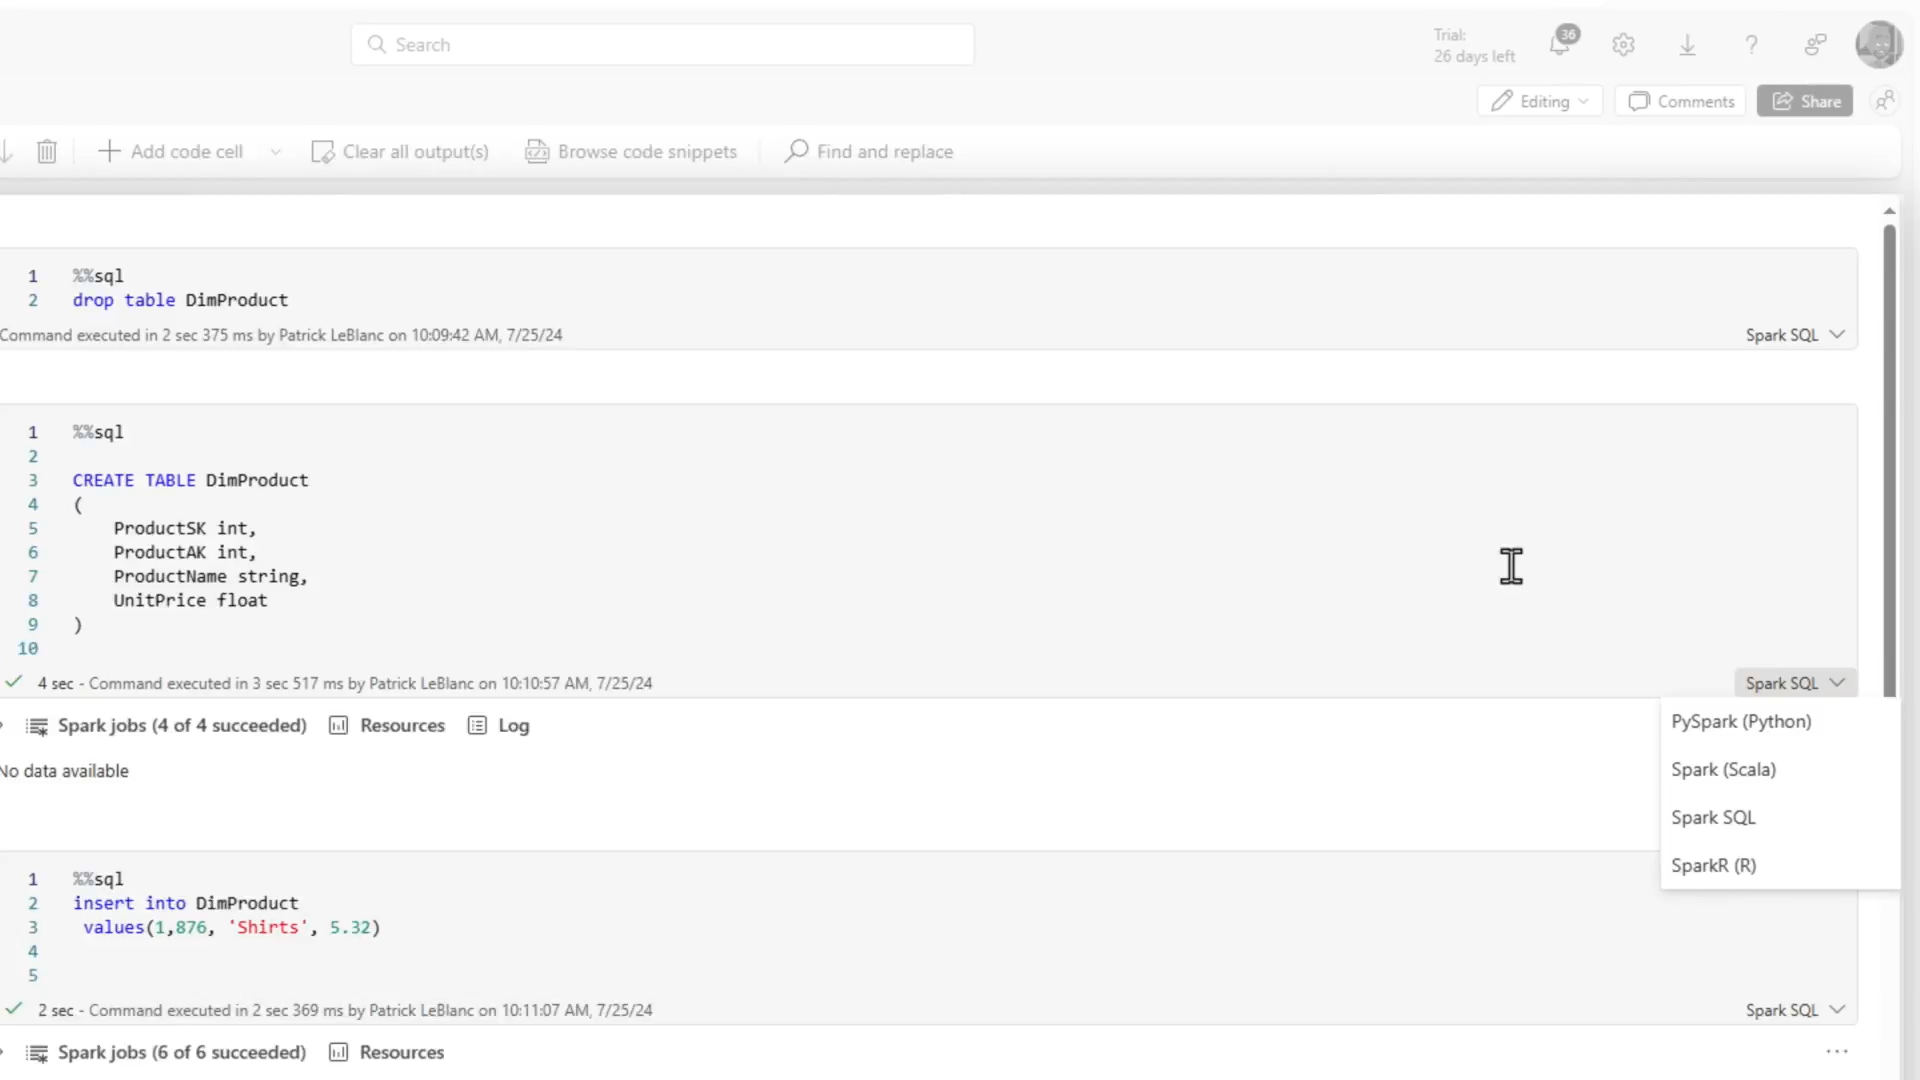 Search
Trial:
26 days left
36
Editing
Comments
Share
Add code cell
Clear all output(s)
Browse code snippets
Find and replace
1 %%sql
2 drop table DimProduct
Command executed in 2 sec 375 ms by Patrick LeBlanc on 10:09:42 AM, 7/25/24
Spark SQL
1 %%sql
2
3 CREATE TABLE DimProduct
4 (
5 ProductSK int,
6 ProductAK int,
7 ProductName string,
8 UnitPrice float
9 )
10
4 sec - Command executed in 3 sec 517 ms by Patrick LeBlanc on 10:10:57 AM, 7/25/24
Spark SQL
Spark jobs (4 of 4 succeeded) Resources Log
PySpark (Python)
No data available
Spark (Scala)
Spark SQL
SparkR (R)
1 %%sql
2 insert into DimProduct
3 values(1,876, 'Shirts', 5.32)
4
5
2 sec - Command executed in 2 sec 369 ms by Patrick LeBlanc on 10:11:07 AM, 7/25/24
Spark SQL
Spark jobs (6 of 6 succeeded) Resources
...